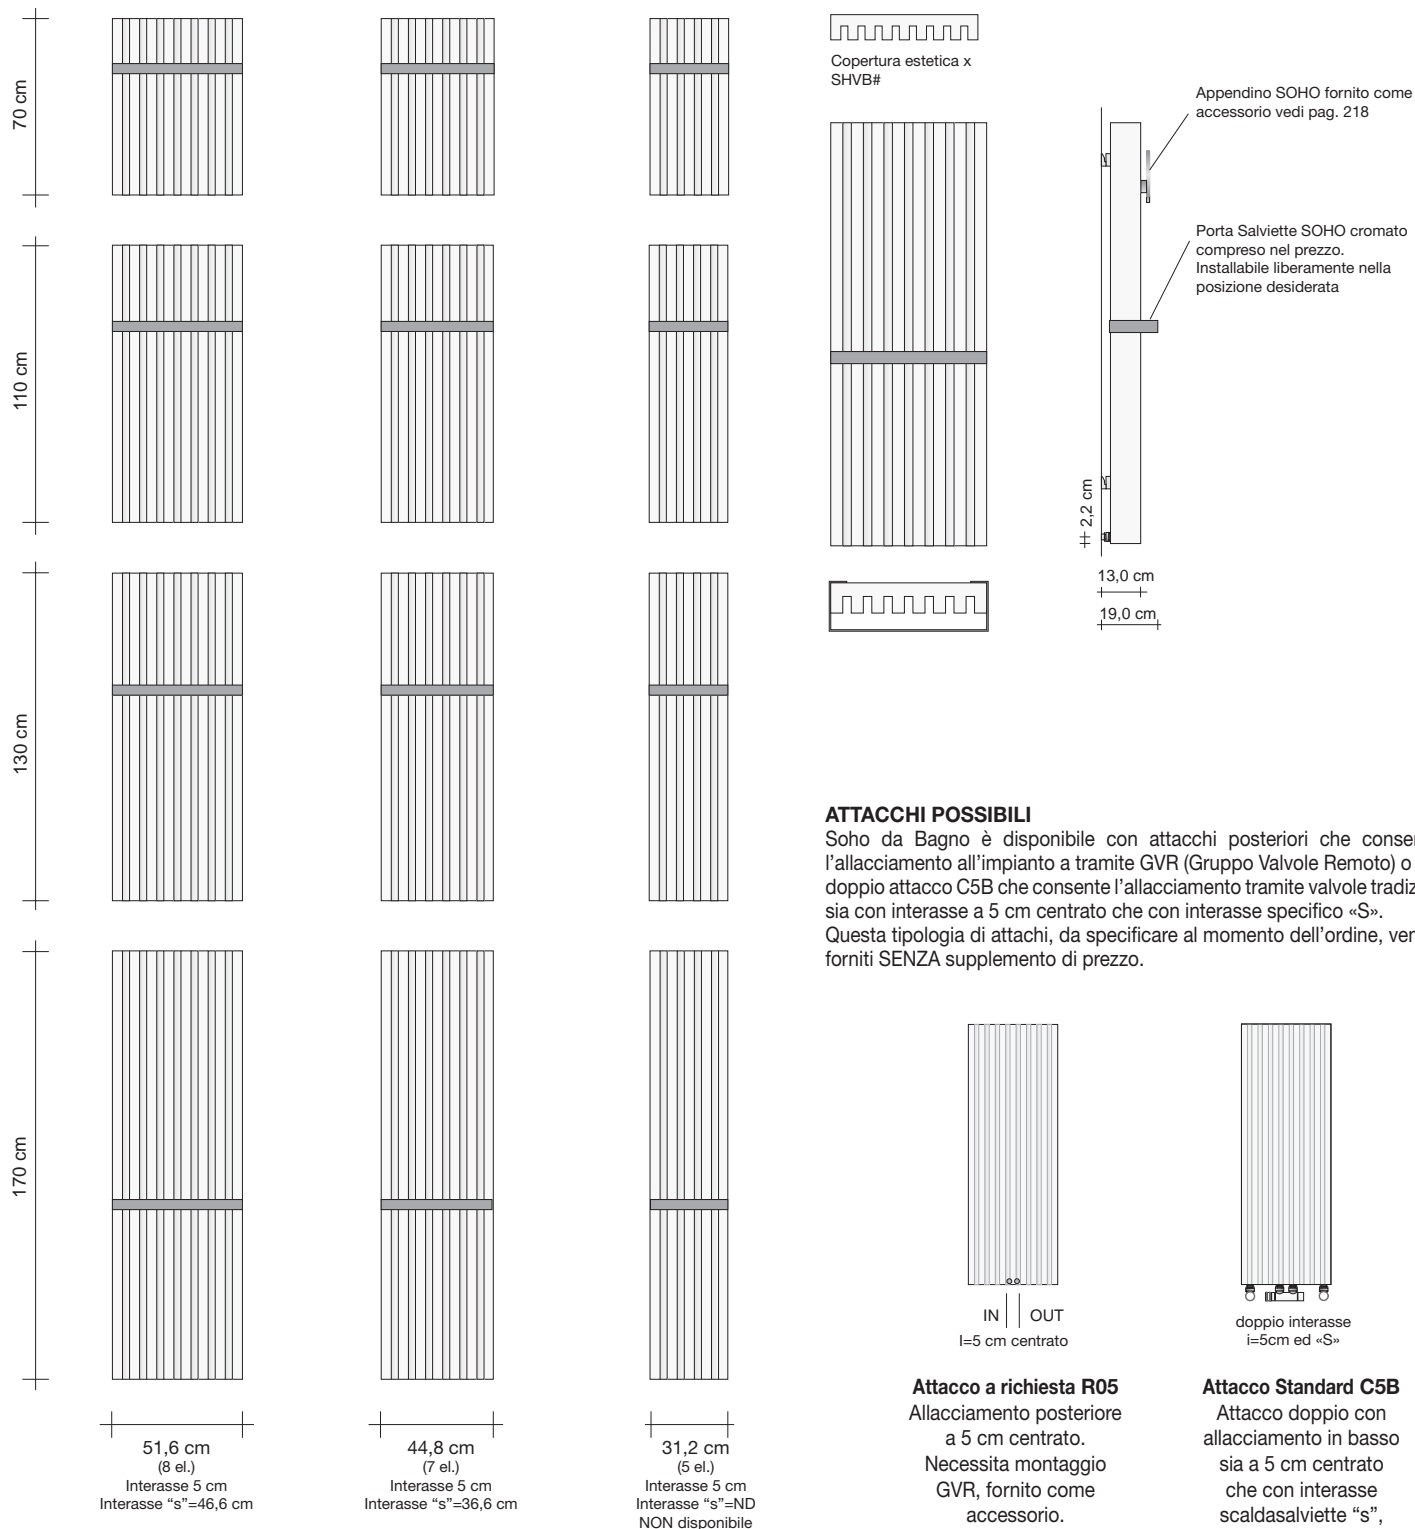 70 cm
110 cm
130 cm
170 cm
51,6 cm
(8 el.)
Interasse 5 cm
Interasse “s”=46,6 cm
44,8 cm
(7 el.)
Interasse 5 cm
Interasse “s”=36,6 cm
31,2 cm
(5 el.)
Interasse 5 cm
Interasse “s”=ND
NON disponibile
Copertura estetica x
SHVB#
Appendino SOHO fornito come
accessorio vedi pag. 218
Porta Salviette SOHO cromato
compreso nel prezzo.
Installabile liberamente nella
posizione desiderata
2,2 cm
13,0 cm
19,0 cm
ATTACCHI POSSIBILI
Soho da Bagno è disponibile con attacchi posteriori che conse
l’allacciamento all’impianto a tramite GVR (Gruppo Valvole Remoto) o
doppio attacco C5B che consente l’allacciamento tramite valvole tradiz
sia con interasse a 5 cm centrato che con interasse specifico «S».
Questa tipologia di attachi, da specificare al momento dell’ordine, ven
forniti SENZA supplemento di prezzo.
IN OUT
I=5 cm centrato
Attacco a richiesta R05
Allacciamento posteriore
a 5 cm centrato.
Necessita montaggio
GVR, fornito come
accessorio.
doppio interasse
i=5cm ed «S»
Attacco Standard C5B
Attacco doppio con
allacciamento in basso
sia a 5 cm centrato
che con interasse
scaldasalviette “s”,